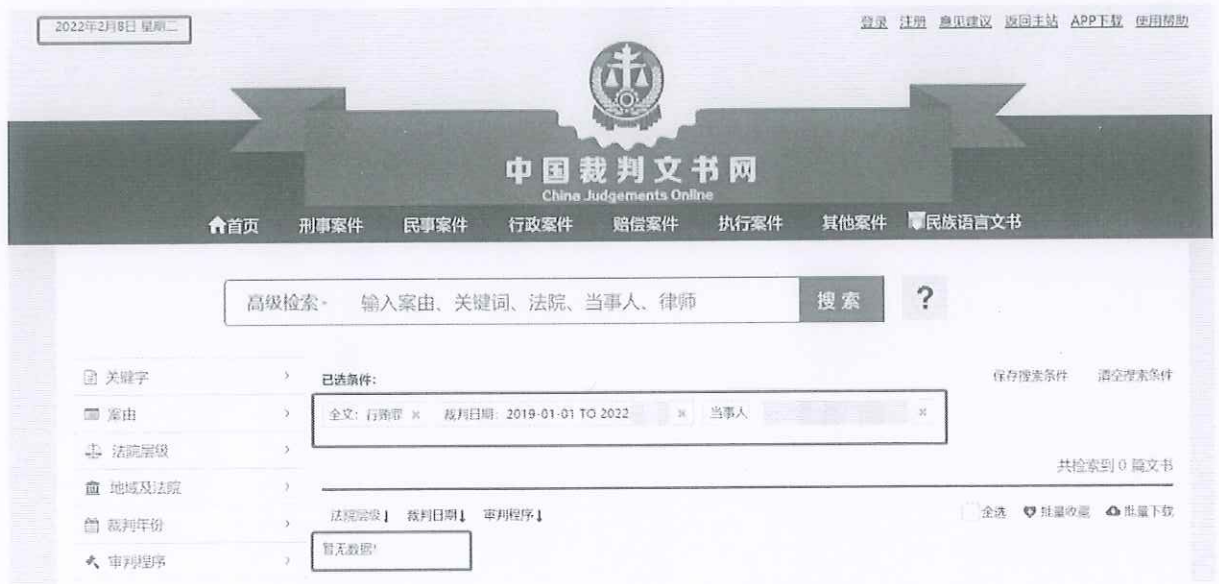 2022年2月8日 星期二
登录 注册 意见建议 返回主站 APP下载 使用帮助
中国裁判文书网
China Judgements Online
首页 刑事案件 民事案件 行政案件 赔偿案件 执行案件 其他案件 民族语言文书
高级检索 输入案由、关键词、法院、当事人、律师 搜索 ?
关键字
已选条件:
保存搜索条件 清空搜索条件
案由
全文: 行贿罪 × 裁判日期: 2019-01-01 TO 2022 × 当事人 ×
法院层级
共检索到 0 篇文书
地域及法院
法院层级↓ 裁判日期↓ 审判程序↓
全选 批量收藏 批量下载
裁判年份
暂无数据!
审判程序